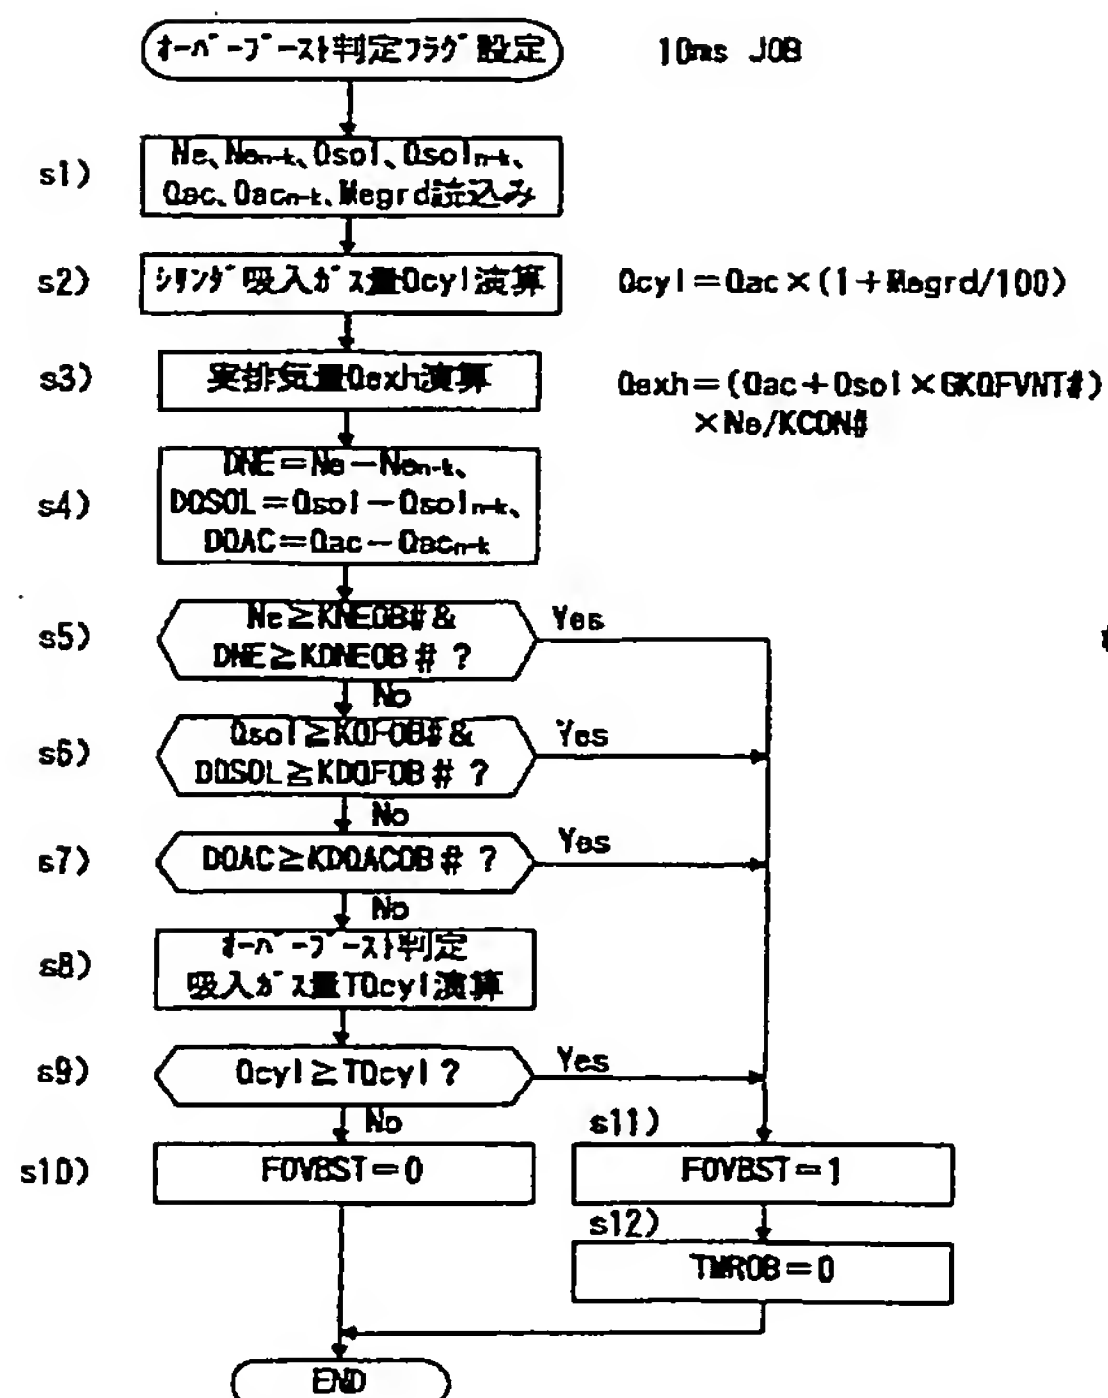 オーバーブースト判定フラグ設定
10ms JOB
s1)
Ne、Nen-k、Qsol、Qsoln-k、
Qac、Qacn-k、Megrd読込み
s2)
シリンダ吸入ガス量Qcyl演算
Qcyl=Qac×(1+Megrd/100)
s3)
実排気量Qexh演算
Qexh=(Qac+Qsol×GKQFVNT#)
×Ne/KCON#
s4)
DNE=Ne-Nen-k、
DQSOL=Qsol-Qsoln-k、
DQAC=Qac-Qacn-k
s5)
Ne≧KNEOB#&
DNE≧KDNEOB#?
Yes
No
s6)
Qsol≧KQFOB#&
DQSOL≧KDQFOB#?
Yes
No
s7)
DQAC≧KDQACOB#?
Yes
No
s8)
オーバーブースト判定
吸入ガス量TQcyl演算
s9)
Qcyl≧TQcyl?
Yes
No
s10)
FOVBST=0
s11)
FOVBST=1
s12)
TMROB=0
END